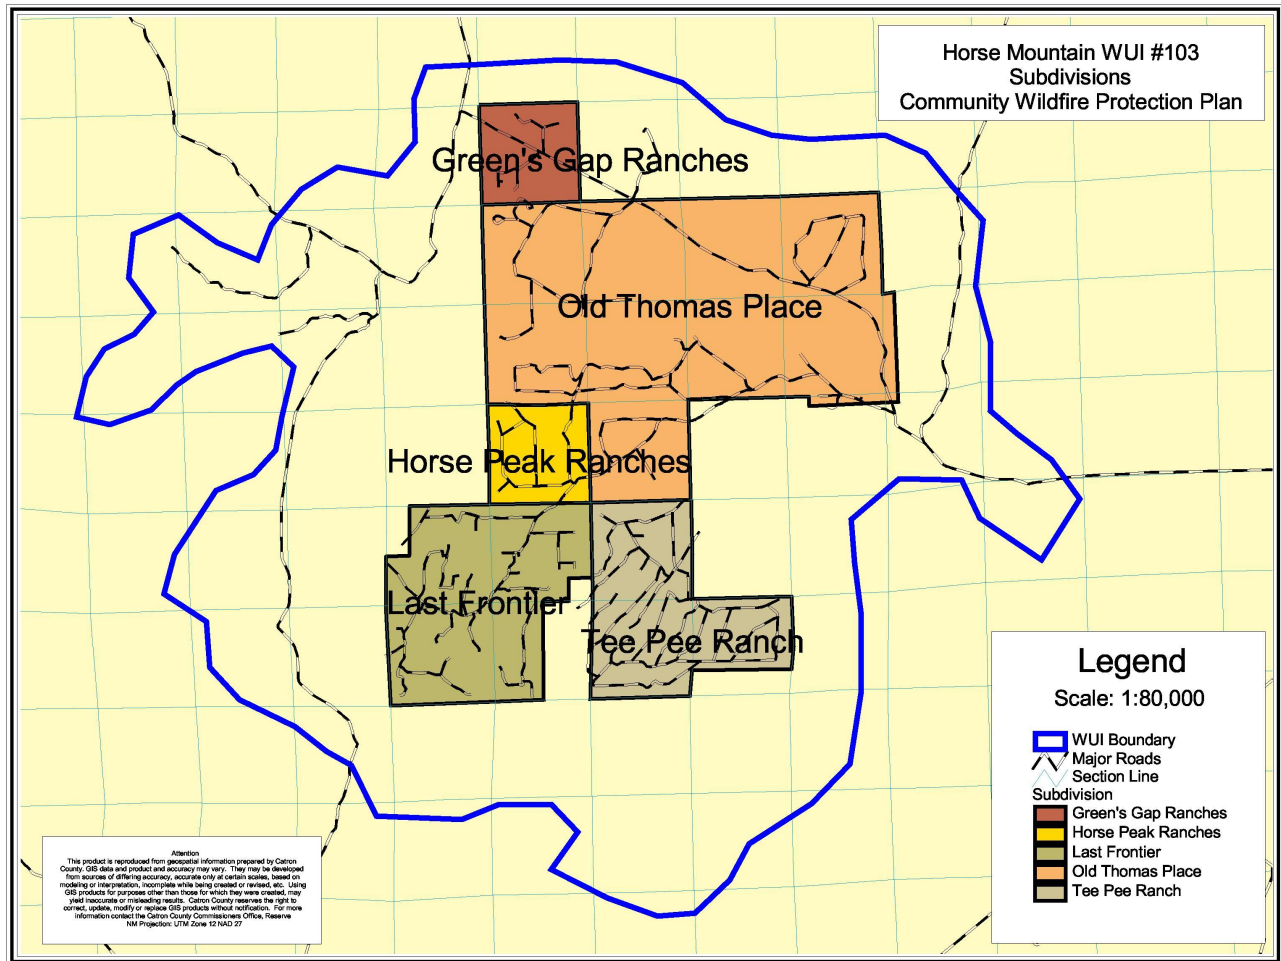 Horse Mountain WUI #103
Subdivisions
Community Wildfire Protection Plan
Green's Gap Ranches
Old Thomas Place
Horse Peak Ranches
Last Frontier
Tee Pee Ranch
Legend
Scale: 1:80,000
WUI Boundary
Major Roads
Section Line
Subdivision
Green's Gap Ranches
Horse Peak Ranches
Last Frontier
Old Thomas Place
Tee Pee Ranch
Attention
This product is reproduced from geospatial information prepared by Catron
County. GIS data and product and accuracy may vary. They may be developed
from sources of differing accuracy, accurate only at certain scales, based on
modeling or interpretation, incomplete while being created or revised, etc. Using
GIS products for purposes other than those for which they were created, may
yield inaccurate or misleading results. Catron County reserves the right to
correct, update, modify or replace GIS products without notification. For more
information contact the Catron County Commissioners Office, Reserve
NM Projection: UTM Zone 12 NAD 27